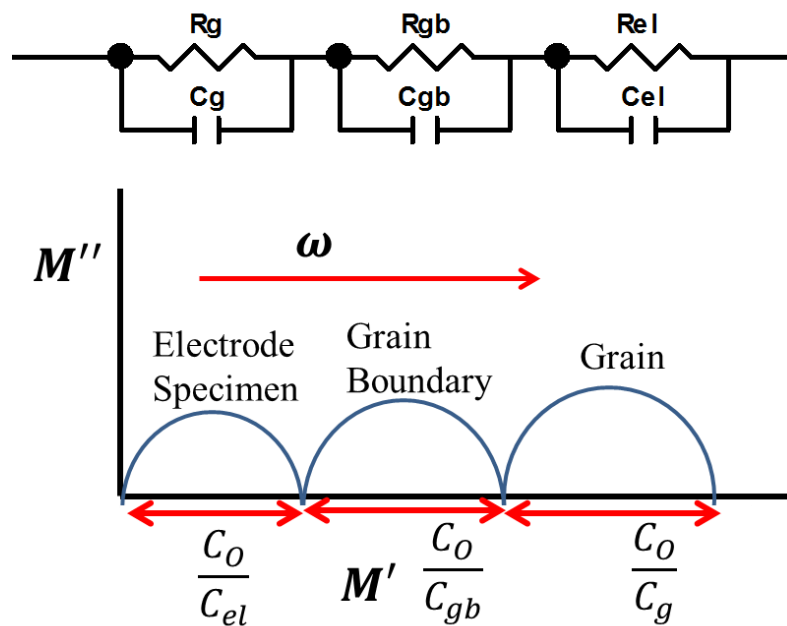 Rg Rgb Rel
Cg Cgb Cel
M''
ω
Electrode
Specimen
Grain
Boundary
Grain
C_O/C_el
M'
C_O/C_gb
C_O/C_g